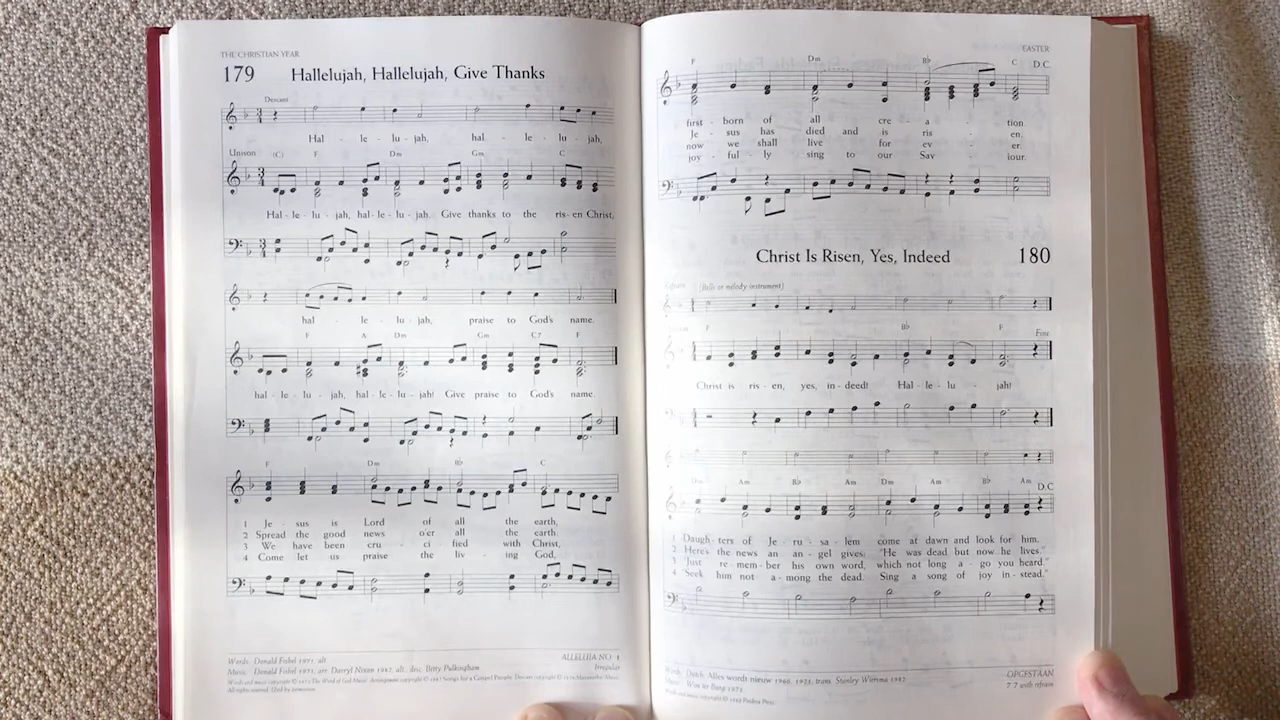 THE CHRISTIAN YEAR
179 Hallelujah, Hallelujah, Give Thanks
Descant
Hal - le - lu - jah, hal - le - lu - jah,
Unison (C) F Dm Gm C
Hal - le - lu - jah, hal - le - lu - jah. Give thanks to the ris - en Christ,
hal le - lu - jah, praise to God's name.
F A Dm Gm C7 F
hal - le - lu - jah, hal - le - lu - jah! Give praise to God's name.
F Dm B♭ C
1 Je - sus is Lord of all the earth,
2 Spread the good news o'er all the earth:
3 We have been cru - ci fied with Christ,
4 Come let us praise the liv - ing God,
Words: Donald Fishel 1971, alt.
Music: Donald Fishel 1971; arr. Darryl Nixon 1987, alt.; desc. Betty Pulkingham
ALLELUIA NO. 1
Irregular
EASTER
F Dm B♭ C D.C.
first - born of all cre - a - tion.
Je - sus has died and is ris - en.
now we shall live for ev - er.
joy - ful - ly sing to our Sav - iour.
Christ Is Risen, Yes, Indeed 180
Refrain (Bells or melody instrument)
F B♭ F Fine
Christ is ris - en, yes, in - deed! Hal - le - lu - jah!
Dm Am B♭ Am Dm Am B♭ Am D.C.
1 Daugh - ters of Je - ru - sa - lem come at dawn and look for him.
2 Here's the news an an - gel gives: "He was dead but now he lives."
3 "Just re - mem - ber his own word, which not long a - go you heard."
4 "Seek him not a - mong the dead. Sing a song of joy in - stead."
Words: Dutch, Alles wordt nieuw 1966, 1971; trans. Stanley Wiersma 1982
Music: Wim ter Burg 1971
OPGESTAAN
7 7 with refrain